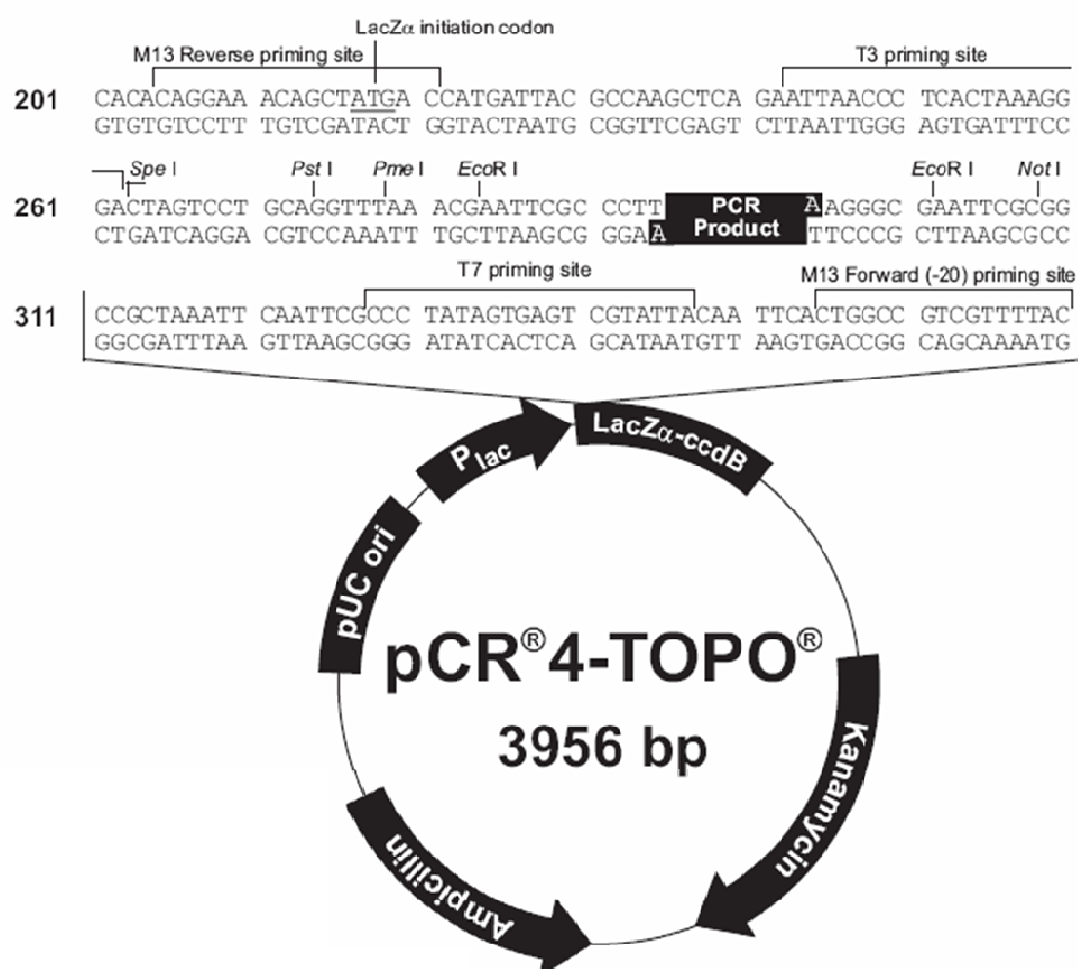 LacZα initiation codon
M13 Reverse priming site
T3 priming site
201 CACACAGGAA ACAGCTATGA CCATGATTAC GCCAAGCTCA GAATTAACCC TCACTAAAGG
GTGTGTCCTT TGTCGATACT GGTACTAATG CGGTTCGAGT CTTAATTGGG AGTGATTTCC
Spe I Pst I Pme I EcoR I EcoR I Not I
261 GACTAGTCCT GCAGGTTTAA ACGAATTCGC CCTT PCR A AGGGC GAATTCGCGG
CTGATCAGGA CGTCCAAATT TGCTTAAGCG GGAA Product TTCCCG CTTAAGCGCC
T7 priming site
M13 Forward (-20) priming site
311 CCGCTAAATT CAATTCGCCC TATAGTGAGT CGTATTACAA TTCACTGGCC GTCGTTTTAC
GGCGATTTAA GTTAAGCGGG ATATCACTCA GCATAATGTT AAGTGACCGG CAGCAAAATG
Plac
LacZα-ccdB
pUC ori
pCR®4-TOPO®
3956 bp
Kanamycin
Ampicillin